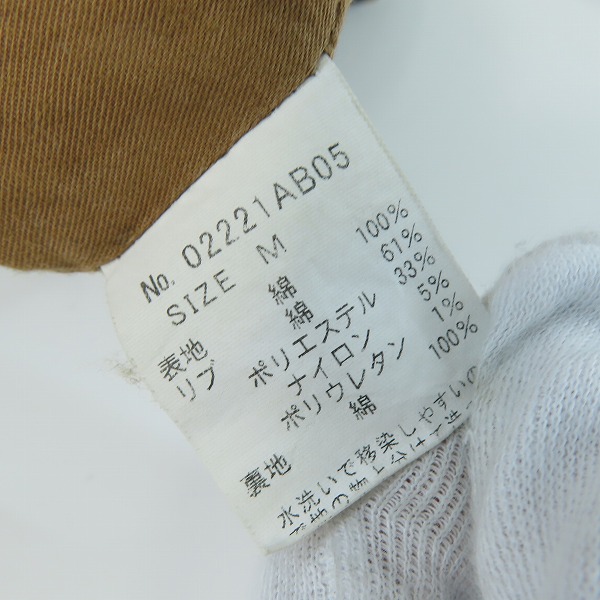 No. 02221AB05
SIZE M
表地 綿 100%
リブ 綿 61%
ポリエステル 33%
ナイロン 5%
ポリウレタン 1%
裏地 綿 100%
水洗いで移染しやすいの